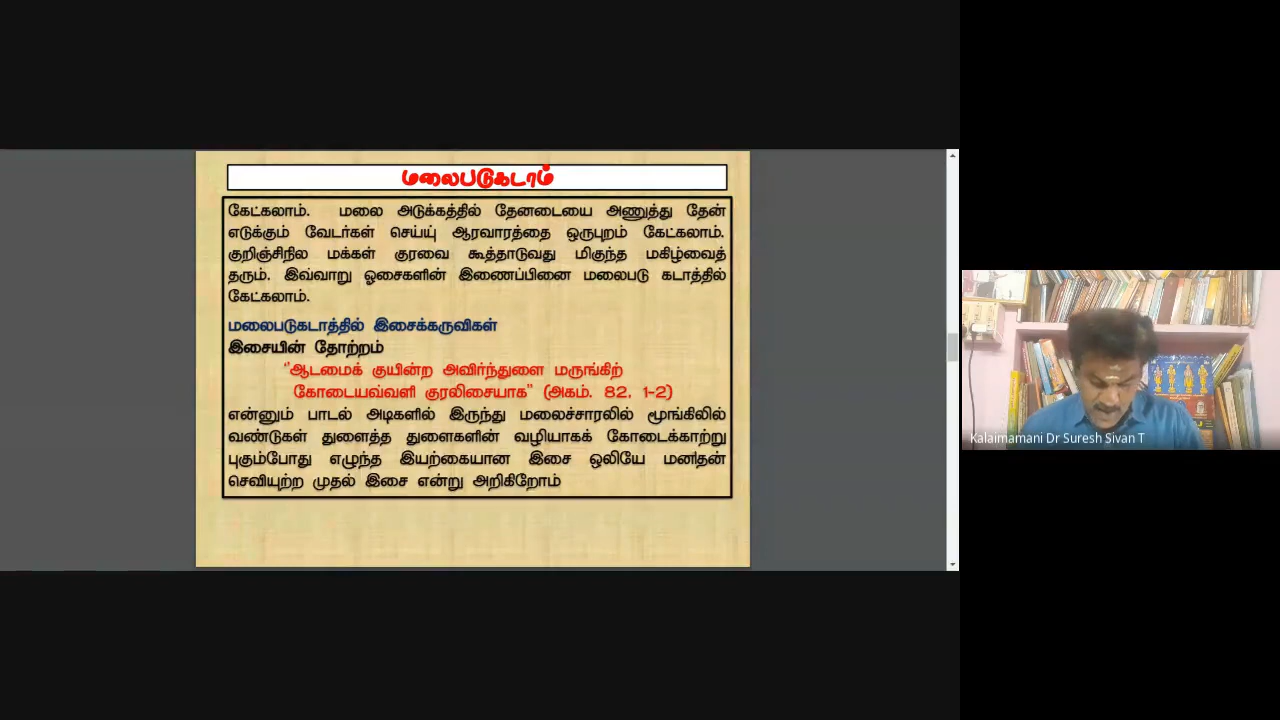 மலைபடுகடாம்
கேட்கலாம். மலை அடுக்கத்தில் தேனடையை அணுத்து தேன்
எடுக்கும் வேடர்கள் செய்யு் ஆரவாரத்தை ஒருபுறம் கேட்கலாம்.
குறிஞ்சிநில மக்கள் குரவை கூத்தாடுவது மிகுந்த மகிழ்வைத்
தரும். இவ்வாறு ஓசைகளின் இணைப்பினை மலைபடு கடாத்தில்
கேட்கலாம்.
மலைபடுகடாத்தில் இசைக்கருவிகள்
இசையின் தோற்றம்
"ஆடமைக் குயின்ற அவிர்ந்துளை மருங்கிற்
கோடையவ்வளி குரலிசையாக" (அகம். 82, 1-2)
என்னும் பாடல் அடிகளில் இருந்து மலைச்சாரலில் மூங்கிலில்
வண்டுகள் துளைத்த துளைகளின் வழியாகக் கோடைக்காற்று
புகும்போது எழுந்த இயற்கையான இசை ஒலியே மனிதன்
செவியுற்ற முதல் இசை என்று அறிகிறோம்
Kalaimamani Dr Suresh Sivan T